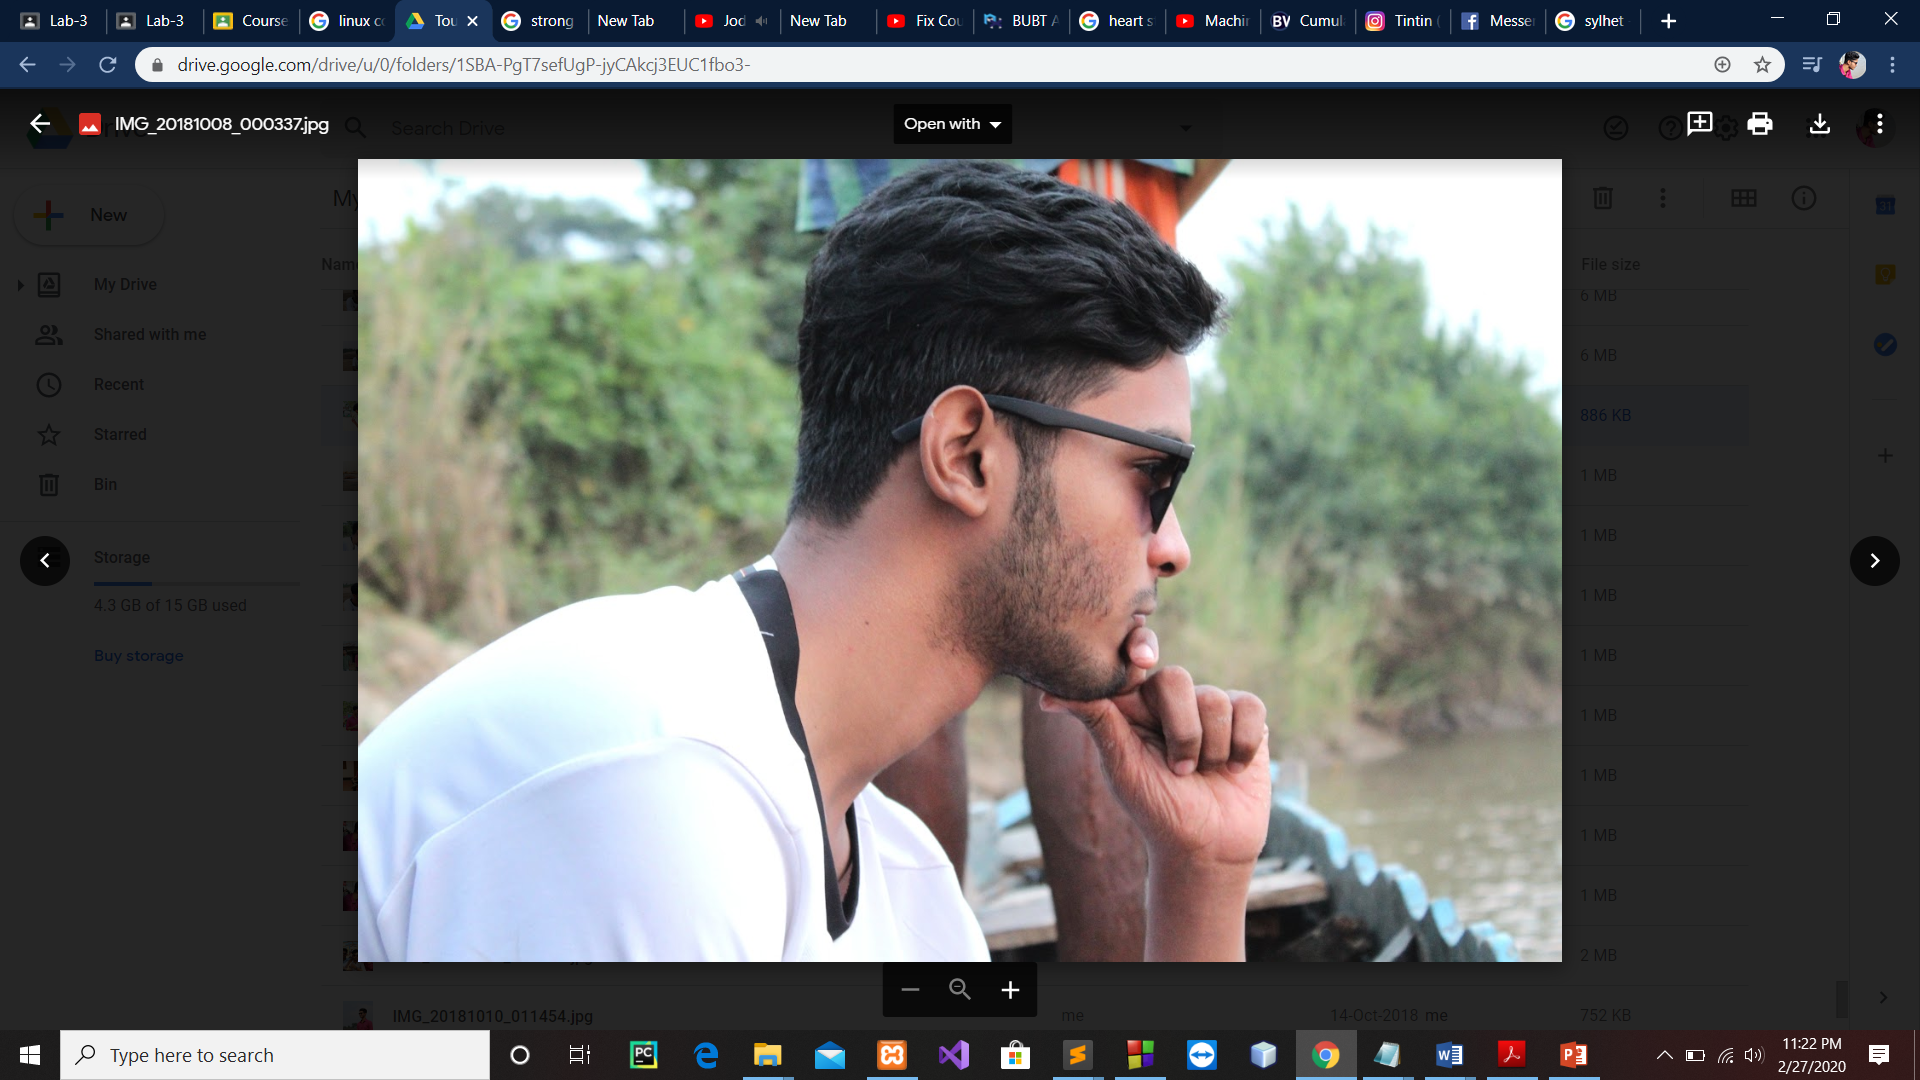 Lab-3
Lab-3
Course
linux co
Tou
strong
New Tab
Jod
New Tab
Fix Cou
BUBT A
heart s
Machin
Cumul
Tintin (
Messen
sylhet -
drive.google.com/drive/u/0/folders/1SBA-PgT7sefUgP-jyCAkcj3EUC1fbo3-
IMG_20181008_000337.jpg
Search Drive
Open with
New
My
Name
File size
My Drive
6 MB
Shared with me
6 MB
Recent
886 KB
Starred
1 MB
Bin
1 MB
Storage
4.3 GB of 15 GB used
1 MB
Buy storage
1 MB
1 MB
1 MB
1 MB
1 MB
2 MB
IMG_20181010_011454.jpg me 14-Oct-2018 me 752 KB
Type here to search
11:22 PM
2/27/2020